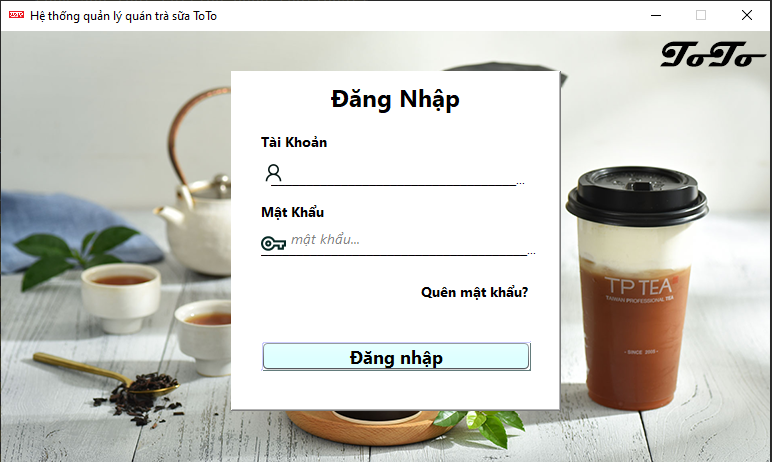 Hệ thống quản lý quán trà sữa ToTo
ToTo
Đăng Nhập
Tài Khoản
...
Mật Khẩu
mật khẩu...
...
Quên mật khẩu?
Đăng nhập
TP TEA
TAIWAN PROFESSIONAL TEA
- SINCE 2005 -